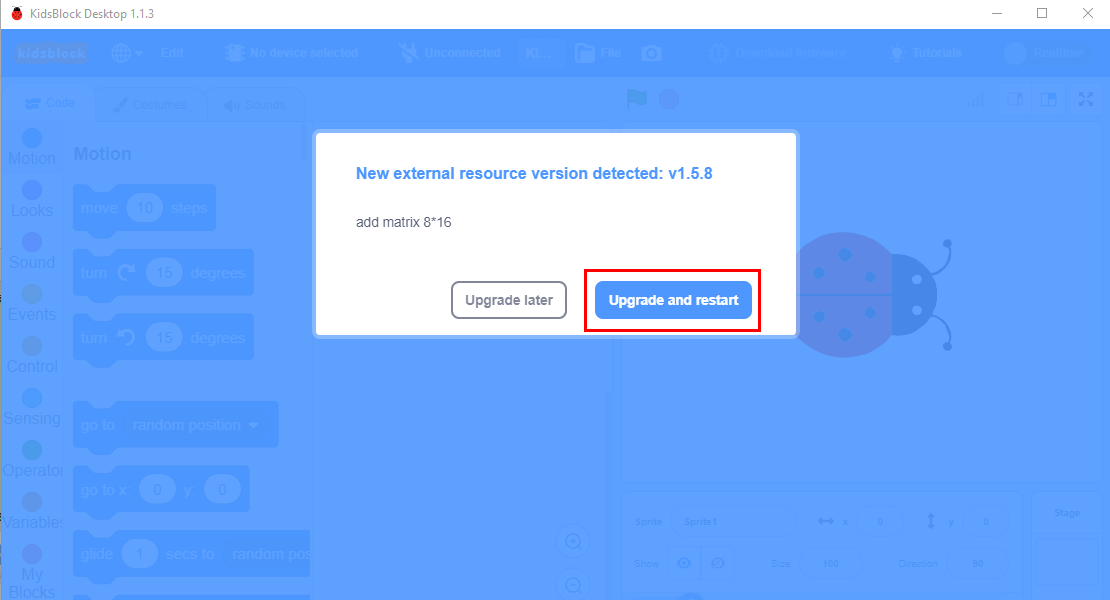 KidsBlock Desktop 1.1.3
kidsblock Edit No device selected Unconnected KI... File Download firmware Tutorials Realtime
Code Costumes Sounds
Motion
Looks
Sound
Events
Control
Sensing
Operator
Variables
My
Blocks
Motion
move 10 steps
turn 15 degrees
turn 15 degrees
go to random position
go to x: 0 y: 0
glide 1 secs to random pos
New external resource version detected: v1.5.8
add matrix 8*16
Upgrade later Upgrade and restart
Sprite Sprite1 x 0 y 0
Show Size 100 Direction 90
Stage